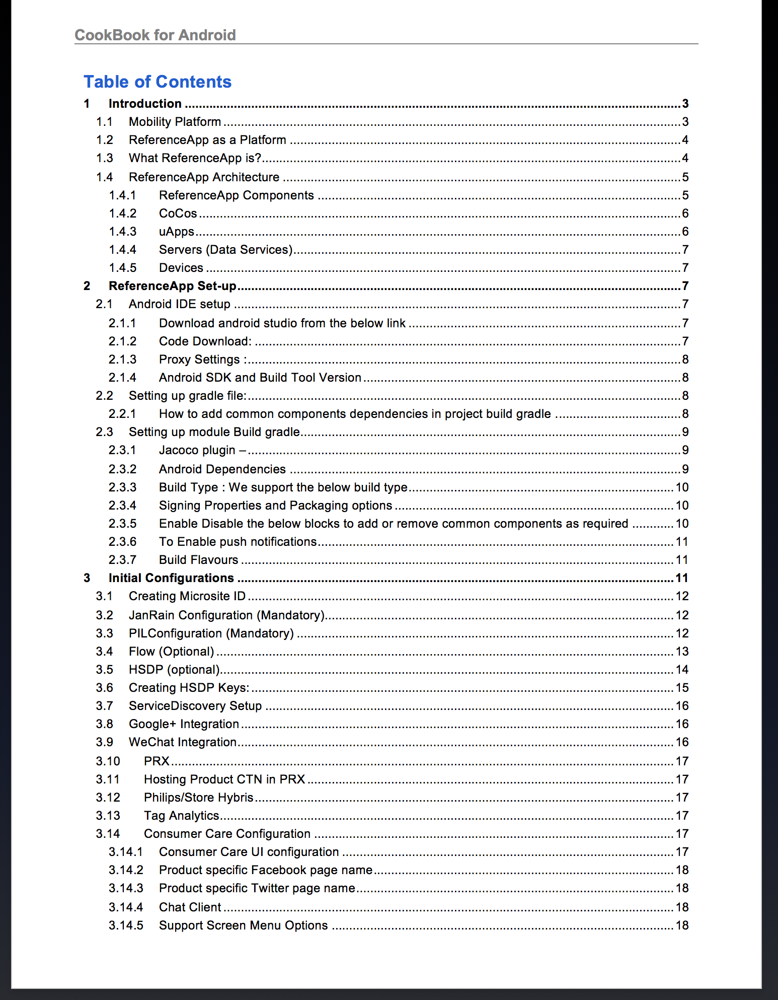 CookBook for Android
Table of Contents
1 Introduction ........................................ 3
1.1 Mobility Platform ........................................ 3
1.2 ReferenceApp as a Platform ........................................ 4
1.3 What ReferenceApp is? ........................................ 4
1.4 ReferenceApp Architecture ........................................ 5
1.4.1 ReferenceApp Components ........................................ 5
1.4.2 CoCos ........................................ 6
1.4.3 uApps ........................................ 6
1.4.4 Servers (Data Services) ........................................ 7
1.4.5 Devices ........................................ 7
2 ReferenceApp Set-up ........................................ 7
2.1 Android IDE setup ........................................ 7
2.1.1 Download android studio from the below link ........................................ 7
2.1.2 Code Download: ........................................ 7
2.1.3 Proxy Settings : ........................................ 8
2.1.4 Android SDK and Build Tool Version ........................................ 8
2.2 Setting up gradle file: ........................................ 8
2.2.1 How to add common components dependencies in project build gradle ........................................ 8
2.3 Setting up module Build gradle ........................................ 9
2.3.1 Jacoco plugin – ........................................ 9
2.3.2 Android Dependencies ........................................ 9
2.3.3 Build Type : We support the below build type ........................................ 10
2.3.4 Signing Properties and Packaging options ........................................ 10
2.3.5 Enable Disable the below blocks to add or remove common components as required ............ 10
2.3.6 To Enable push notifications ........................................ 11
2.3.7 Build Flavours ........................................ 11
3 Initial Configurations ........................................ 11
3.1 Creating Microsite ID ........................................ 12
3.2 JanRain Configuration (Mandatory) ........................................ 12
3.3 PILConfiguration (Mandatory) ........................................ 12
3.4 Flow (Optional) ........................................ 13
3.5 HSDP (optional) ........................................ 14
3.6 Creating HSDP Keys: ........................................ 15
3.7 ServiceDiscovery Setup ........................................ 16
3.8 Google+ Integration ........................................ 16
3.9 WeChat Integration ........................................ 16
3.10 PRX ........................................ 17
3.11 Hosting Product CTN in PRX ........................................ 17
3.12 Philips/Store Hybris ........................................ 17
3.13 Tag Analytics ........................................ 17
3.14 Consumer Care Configuration ........................................ 17
3.14.1 Consumer Care UI configuration ........................................ 17
3.14.2 Product specific Facebook page name ........................................ 18
3.14.3 Product specific Twitter page name ........................................ 18
3.14.4 Chat Client ........................................ 18
3.14.5 Support Screen Menu Options ........................................ 18